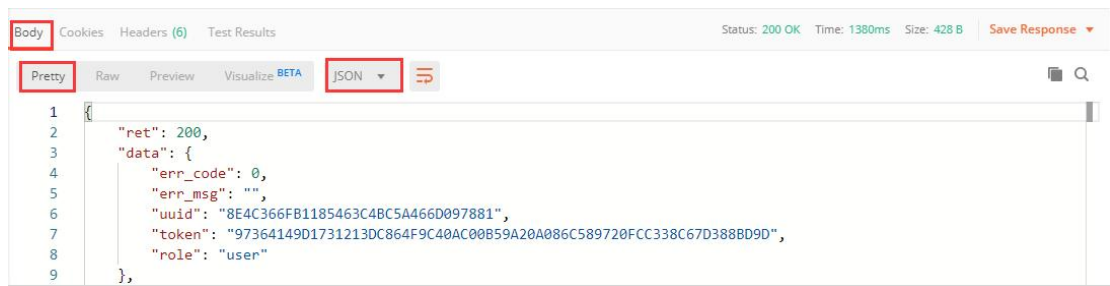 Body Cookies Headers (6) Test Results Status: 200 OK Time: 1380ms Size: 428 B Save Response
Pretty Raw Preview Visualize BETA JSON
1 {
2 "ret": 200,
3 "data": {
4 "err_code": 0,
5 "err_msg": "",
6 "uuid": "8E4C366FB1185463C4BC5A466D097881",
7 "token": "97364149D1731213DC864F9C40AC00B59A20A086C589720FCC338C67D388BD9D",
8 "role": "user"
9 },